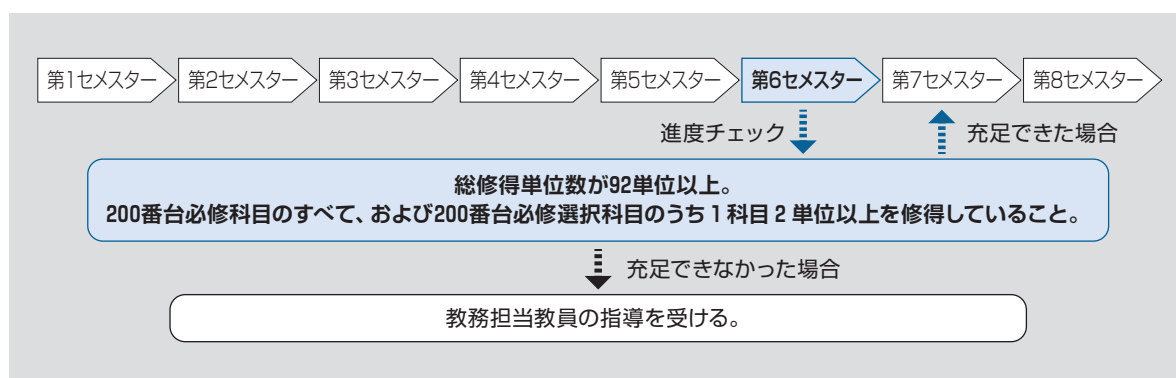 第1セメスター 第2セメスター 第3セメスター 第4セメスター 第5セメスター 第6セメスター 第7セメスター 第8セメスター
進度チェック 充足できた場合
総修得単位数が92単位以上。
200番台必修科目のすべて、および200番台必修選択科目のうち1科目2単位以上を修得していること。
充足できなかった場合
教務担当教員の指導を受ける。